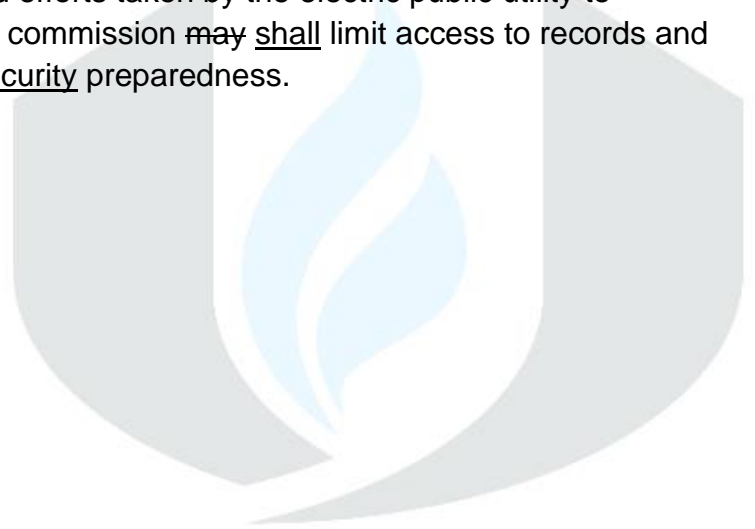 efforts taken by the electric public utility to
commission may shall limit access to records and
curity preparedness.